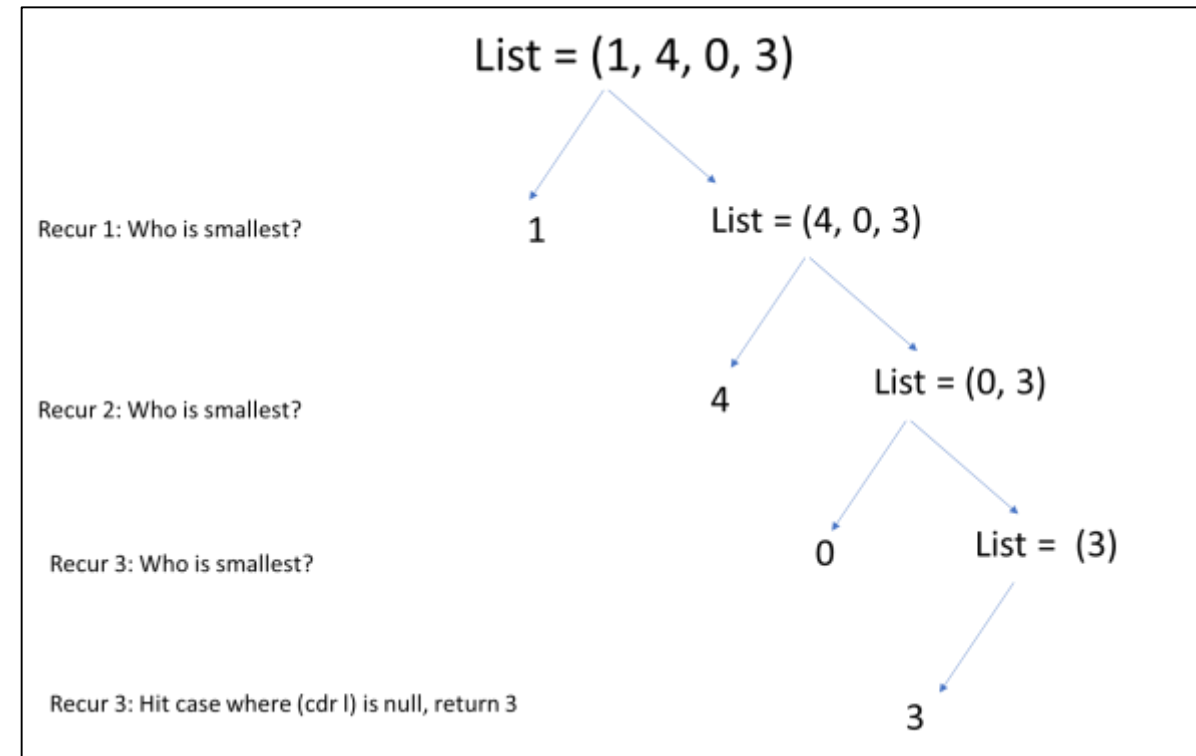 List = (1, 4, 0, 3)
Recur 1: Who is smallest?
1
List = (4, 0, 3)
Recur 2: Who is smallest?
4
List = (0, 3)
Recur 3: Who is smallest?
0
List =  (3)
Recur 3: Hit case where (cdr l) is null, return 3
3